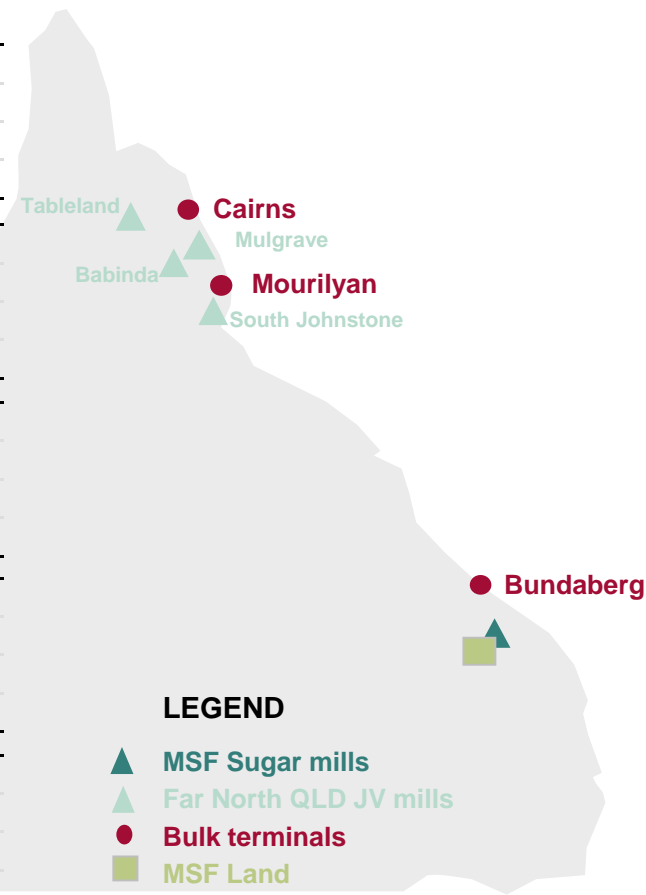 Tableland
Cairns
Mulgrave
Babinda
Mourilyan
South Johnstone
Bundaberg
LEGEND
MSF Sugar mills
Far North QLD JV mills
Bulk terminals
MSF Land